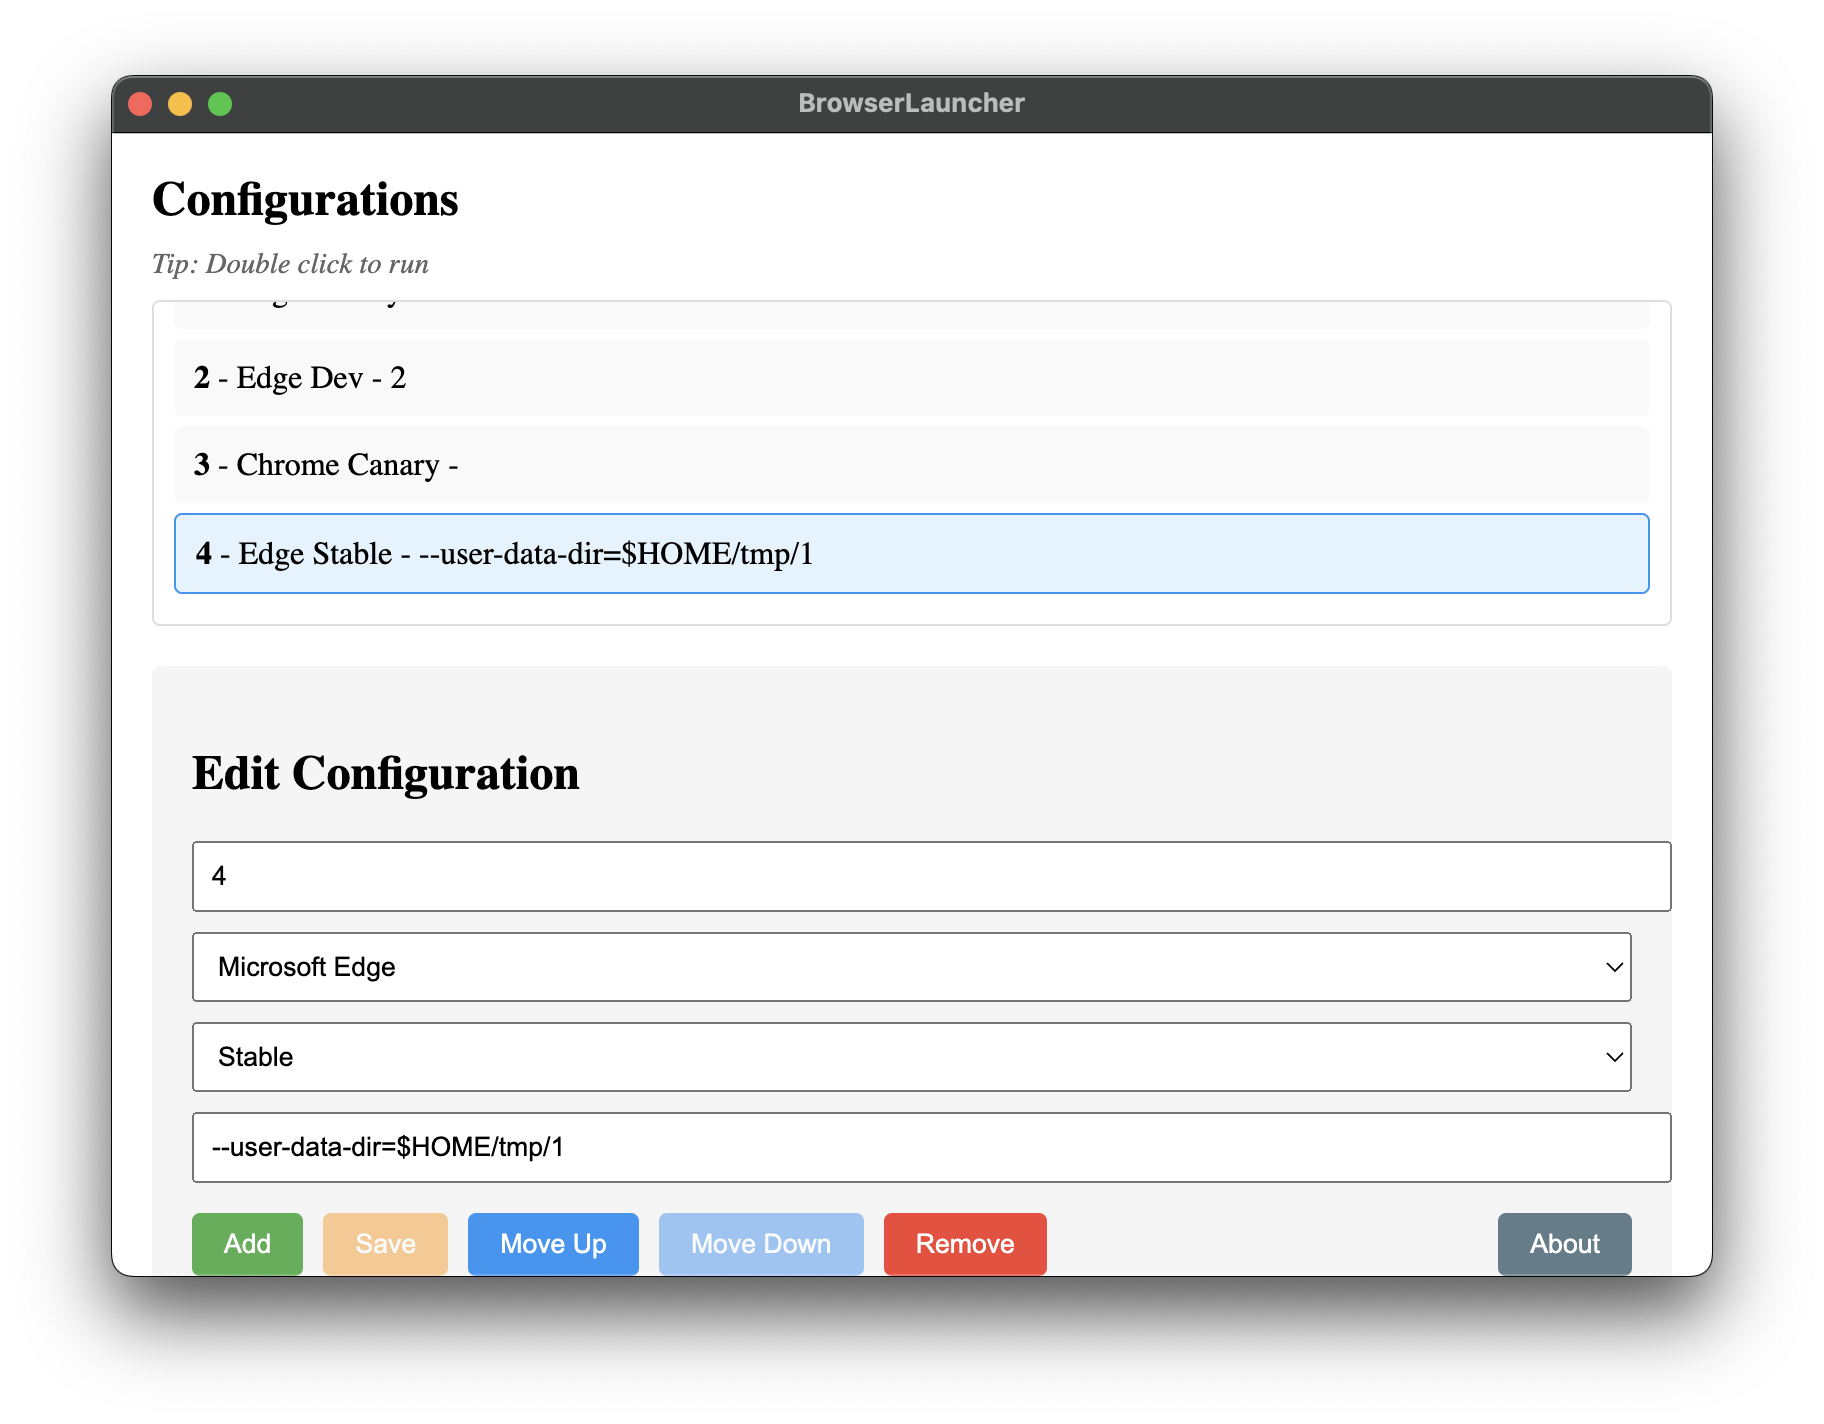 BrowserLauncher
Configurations
Tip: Double click to run
2 - Edge Dev - 2
3 - Chrome Canary -
4 - Edge Stable - --user-data-dir=$HOME/tmp/1
Edit Configuration
4
Microsoft Edge
Stable
--user-data-dir=$HOME/tmp/1
Add Save Move Up Move Down Remove About